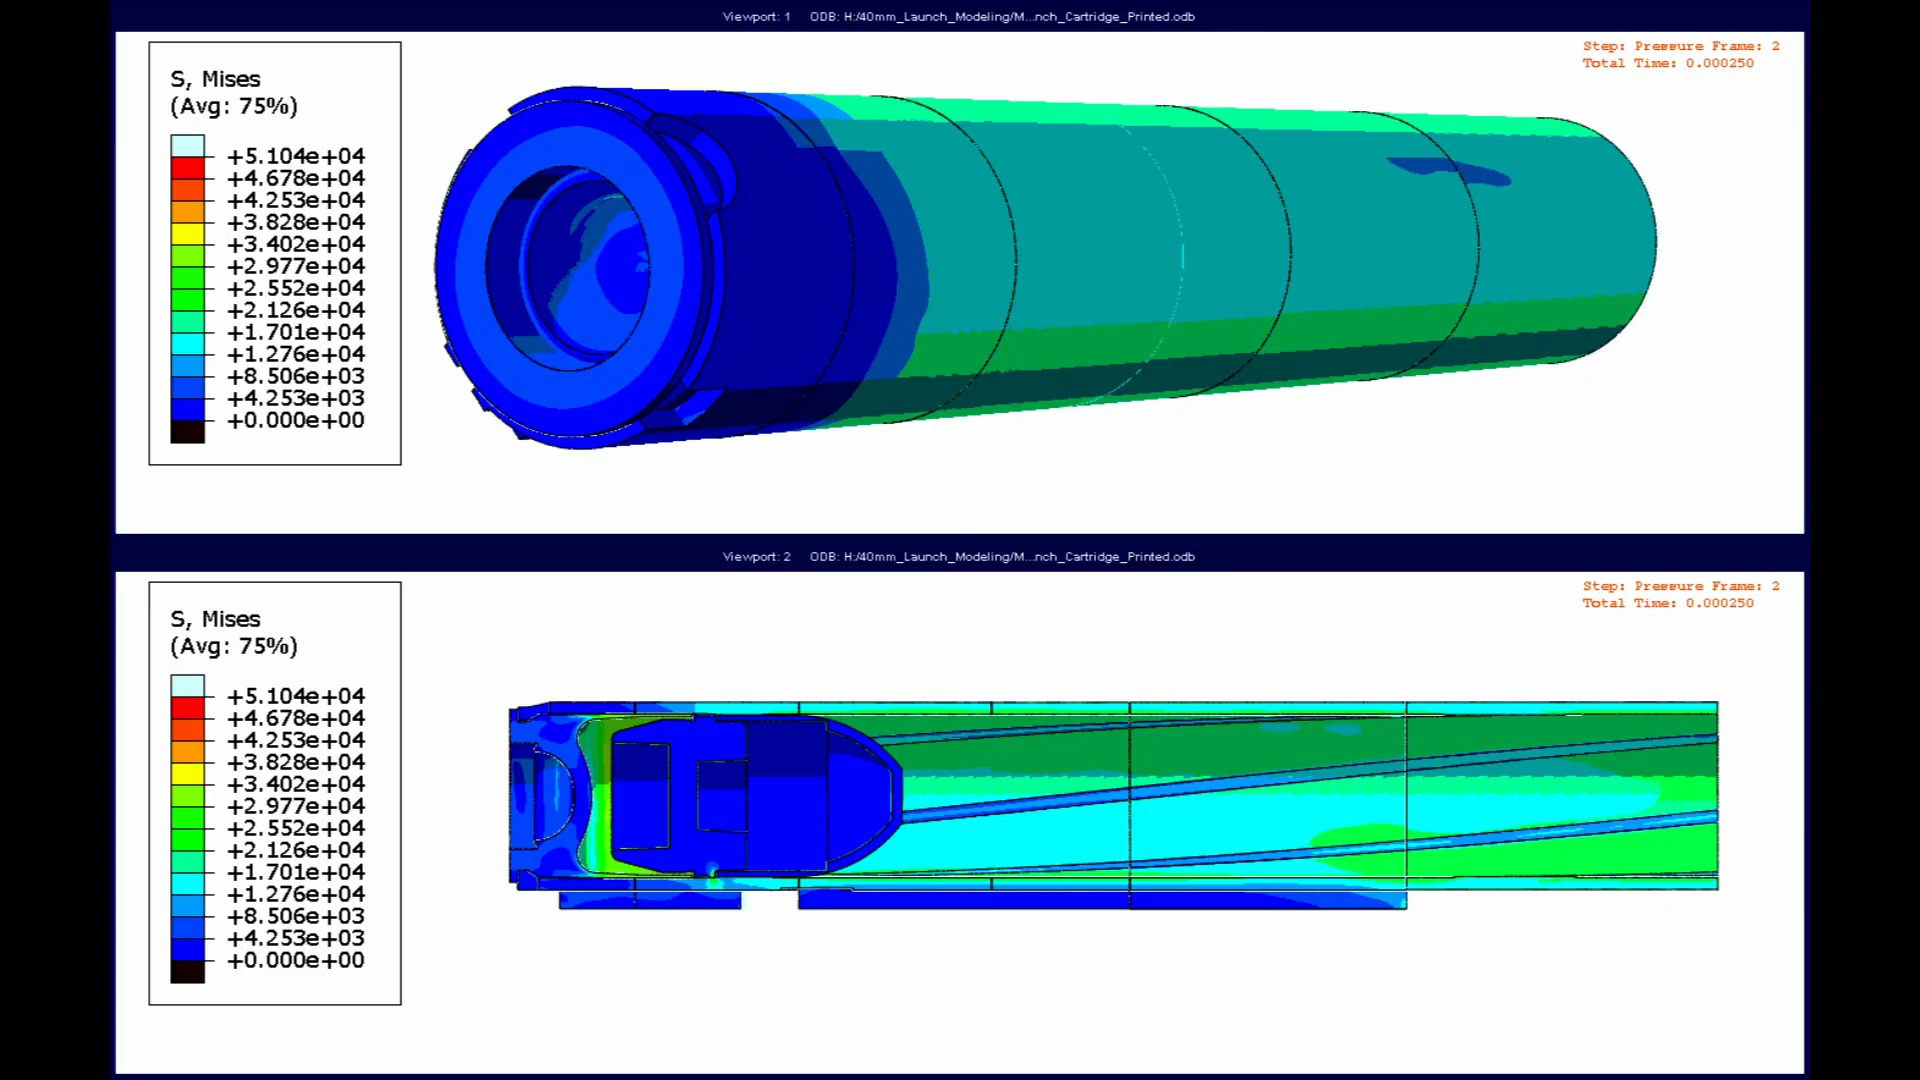 Viewport: 1 ODB: H:/40mm_Launch_Modeling/M...nch_Cartridge_Printed.odb
Step: Pressure Frame: 2
Total Time: 0.000250
S, Mises
(Avg: 75%)
+5.104e+04
+4.678e+04
+4.253e+04
+3.828e+04
+3.402e+04
+2.977e+04
+2.552e+04
+2.126e+04
+1.701e+04
+1.276e+04
+8.506e+03
+4.253e+03
+0.000e+00
Viewport: 2 ODB: H:/40mm_Launch_Modeling/M...nch_Cartridge_Printed.odb
Step: Pressure Frame: 2
Total Time: 0.000250
S, Mises
(Avg: 75%)
+5.104e+04
+4.678e+04
+4.253e+04
+3.828e+04
+3.402e+04
+2.977e+04
+2.552e+04
+2.126e+04
+1.701e+04
+1.276e+04
+8.506e+03
+4.253e+03
+0.000e+00